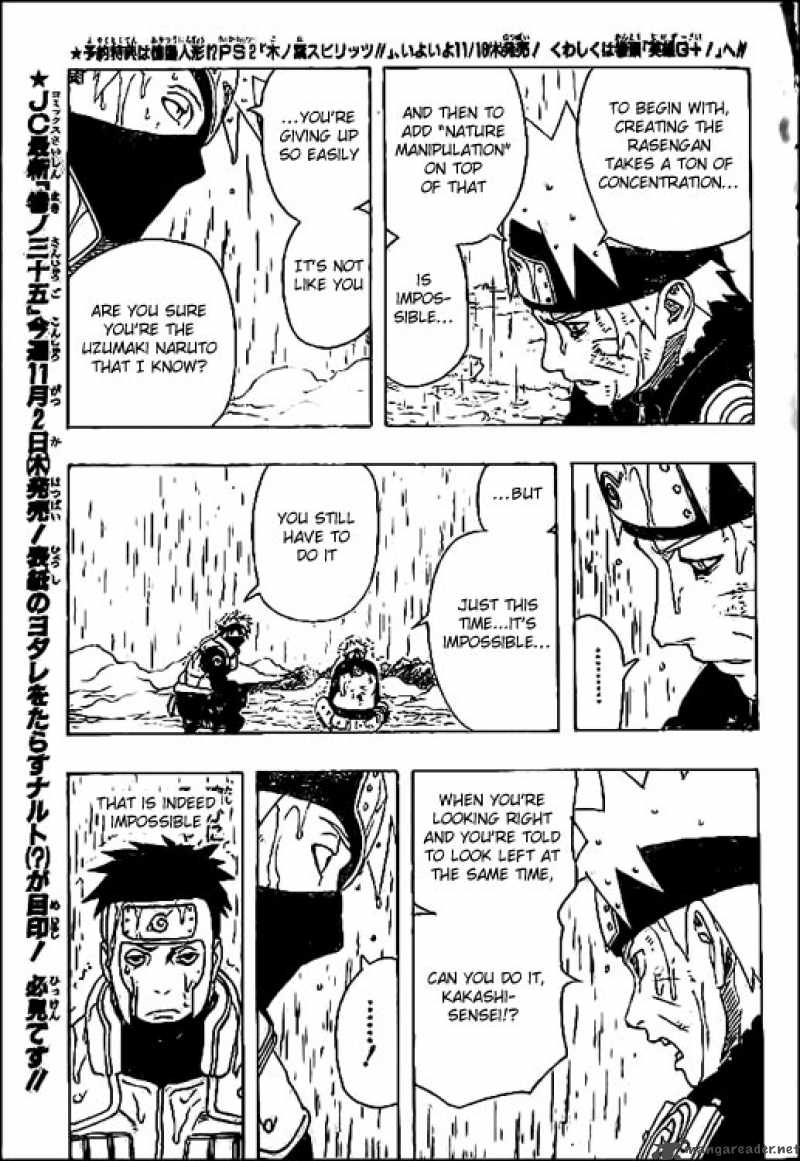 ★予約特典は傀儡人形!?PS2『木ノ葉スピリッツ!!』、いよいよ11/16(木)発売! くわしくは巻頭「英雄G+!」へ!!
TO BEGIN WITH,
CREATING THE
RASENGAN
TAKES A TON OF
CONCENTRATION...
AND THEN TO
ADD "NATURE
MANIPULATION"
ON TOP
OF THAT
IS
IMPOS-
SIBLE...
...YOU'RE
GIVING UP
SO EASILY
IT'S NOT
LIKE YOU
ARE YOU SURE
YOU'RE THE
UZUMAKI NARUTO
THAT I KNOW?
.........
...BUT
JUST THIS
TIME...IT'S
IMPOSSIBLE...
YOU STILL
HAVE TO
DO IT
WHEN YOU'RE
LOOKING RIGHT
AND YOU'RE TOLD
TO LOOK LEFT AT
THE SAME TIME,
CAN YOU DO IT,
KAKASHI-
SENSEI!?
......!
THAT IS INDEED
IMPOSSIBLE
★JC最新『巻ノ三十五』今週11月2日(木)発売!表紙のヨダレをたらすナルト(?)が目印! 必見です!!
mangareader.net